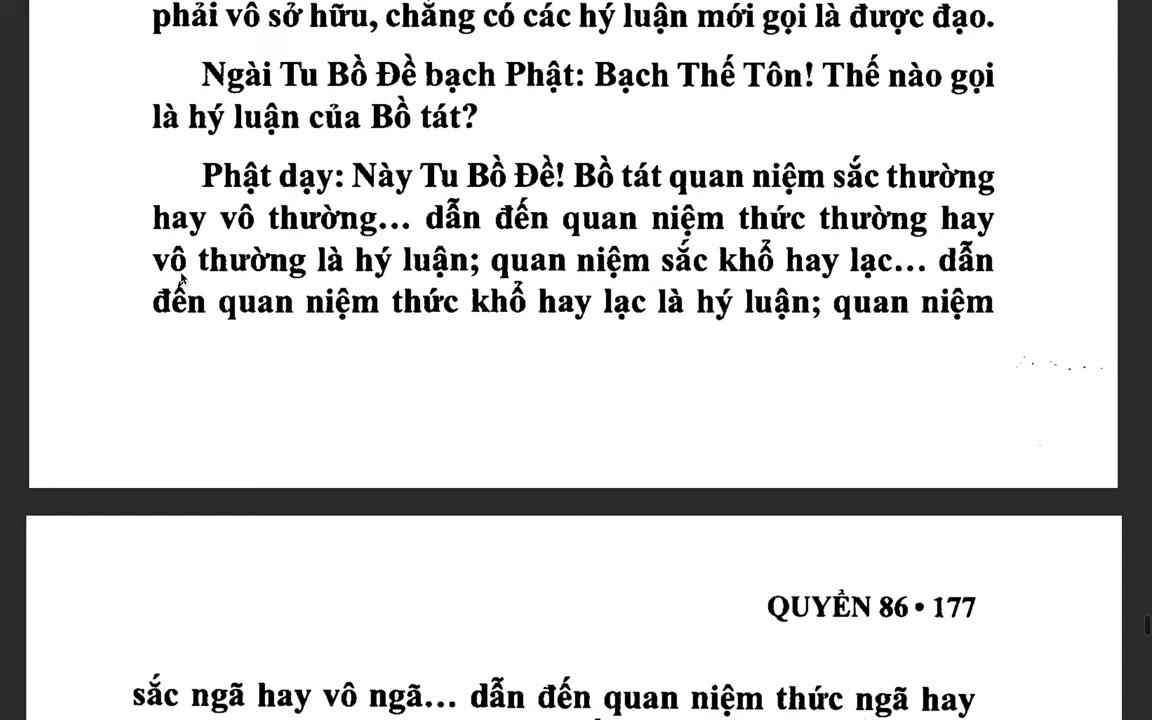 phải vô sở hữu, chẳng có các hý luận mới gọi là được đạo.
Ngài Tu Bồ Đề bạch Phật: Bạch Thế Tôn! Thế nào gọi
là hý luận của Bồ tát?
Phật dạy: Này Tu Bồ Đề! Bồ tát quan niệm sắc thường
hay vô thường... dẫn đến quan niệm thức thường hay
vô thường là hý luận; quan niệm sắc khổ hay lạc... dẫn
đến quan niệm thức khổ hay lạc là hý luận; quan niệm
QUYỂN 86 • 177
sắc ngã hay vô ngã... dẫn đến quan niệm thức ngã hay